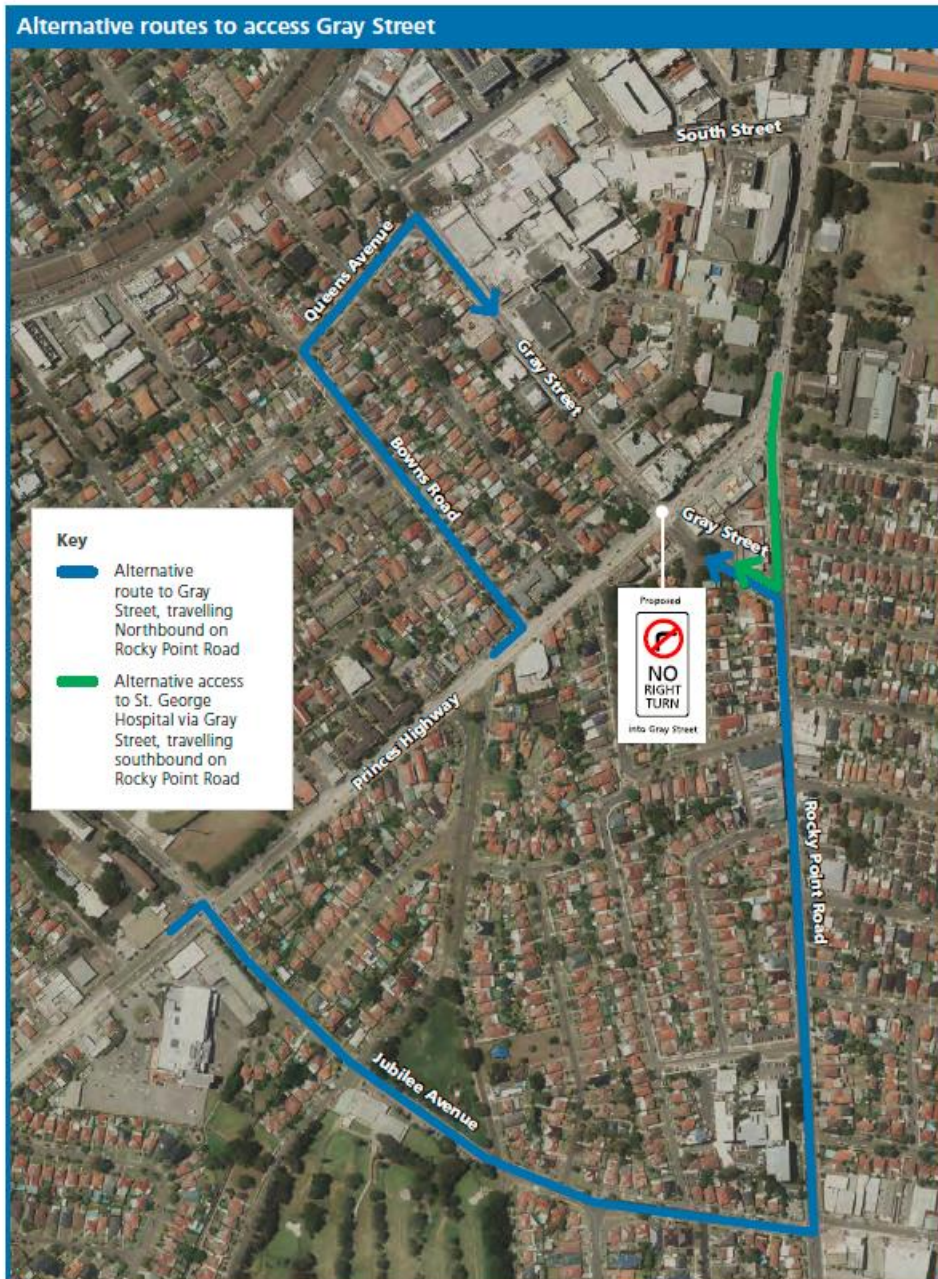 Alternative routes to access Gray Street
South Street
Queens Avenue
Gray Street
Bowns Road
Gray Street
Key
Alternative
route to Gray
Street, travelling
Northbound on
Rocky Point Road
Alternative access
to St. George
Hospital via Gray
Street, travelling
southbound on
Rocky Point Road
Proposed
NO
RIGHT
TURN
into Gray Street
Princes Highway
Rocky Point Road
Jubilee Avenue